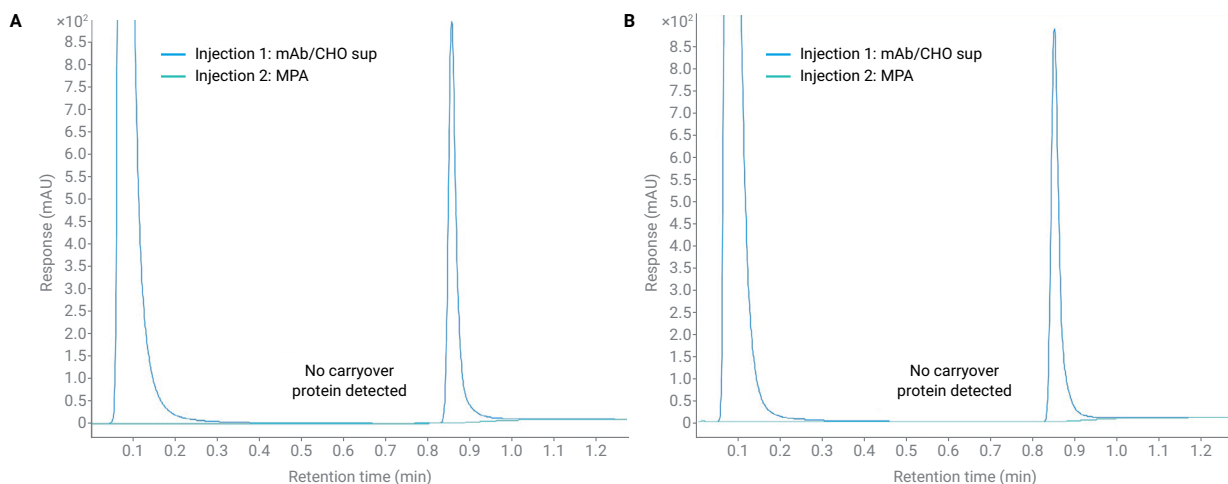 A
×10²
8.5
8.0
7.5
7.0
6.5
6.0
5.5
5.0
4.5
4.0
3.5
3.0
2.5
2.0
1.5
1.0
0.5
0
Response (mAU)
Injection 1: mAb/CHO sup
Injection 2: MPA
No carryover
protein detected
0.1 0.2 0.3 0.4 0.5 0.6 0.7 0.8 0.9 1.0 1.1 1.2
Retention time (min)
B
×10²
8.5
8.0
7.5
7.0
6.5
6.0
5.5
5.0
4.5
4.0
3.5
3.0
2.5
2.0
1.5
1.0
0.5
0
Response (mAU)
Injection 1: mAb/CHO sup
Injection 2: MPA
No carryover
protein detected
0.1 0.2 0.3 0.4 0.5 0.6 0.7 0.8 0.9 1.0 1.1 1.2
Retention time (min)